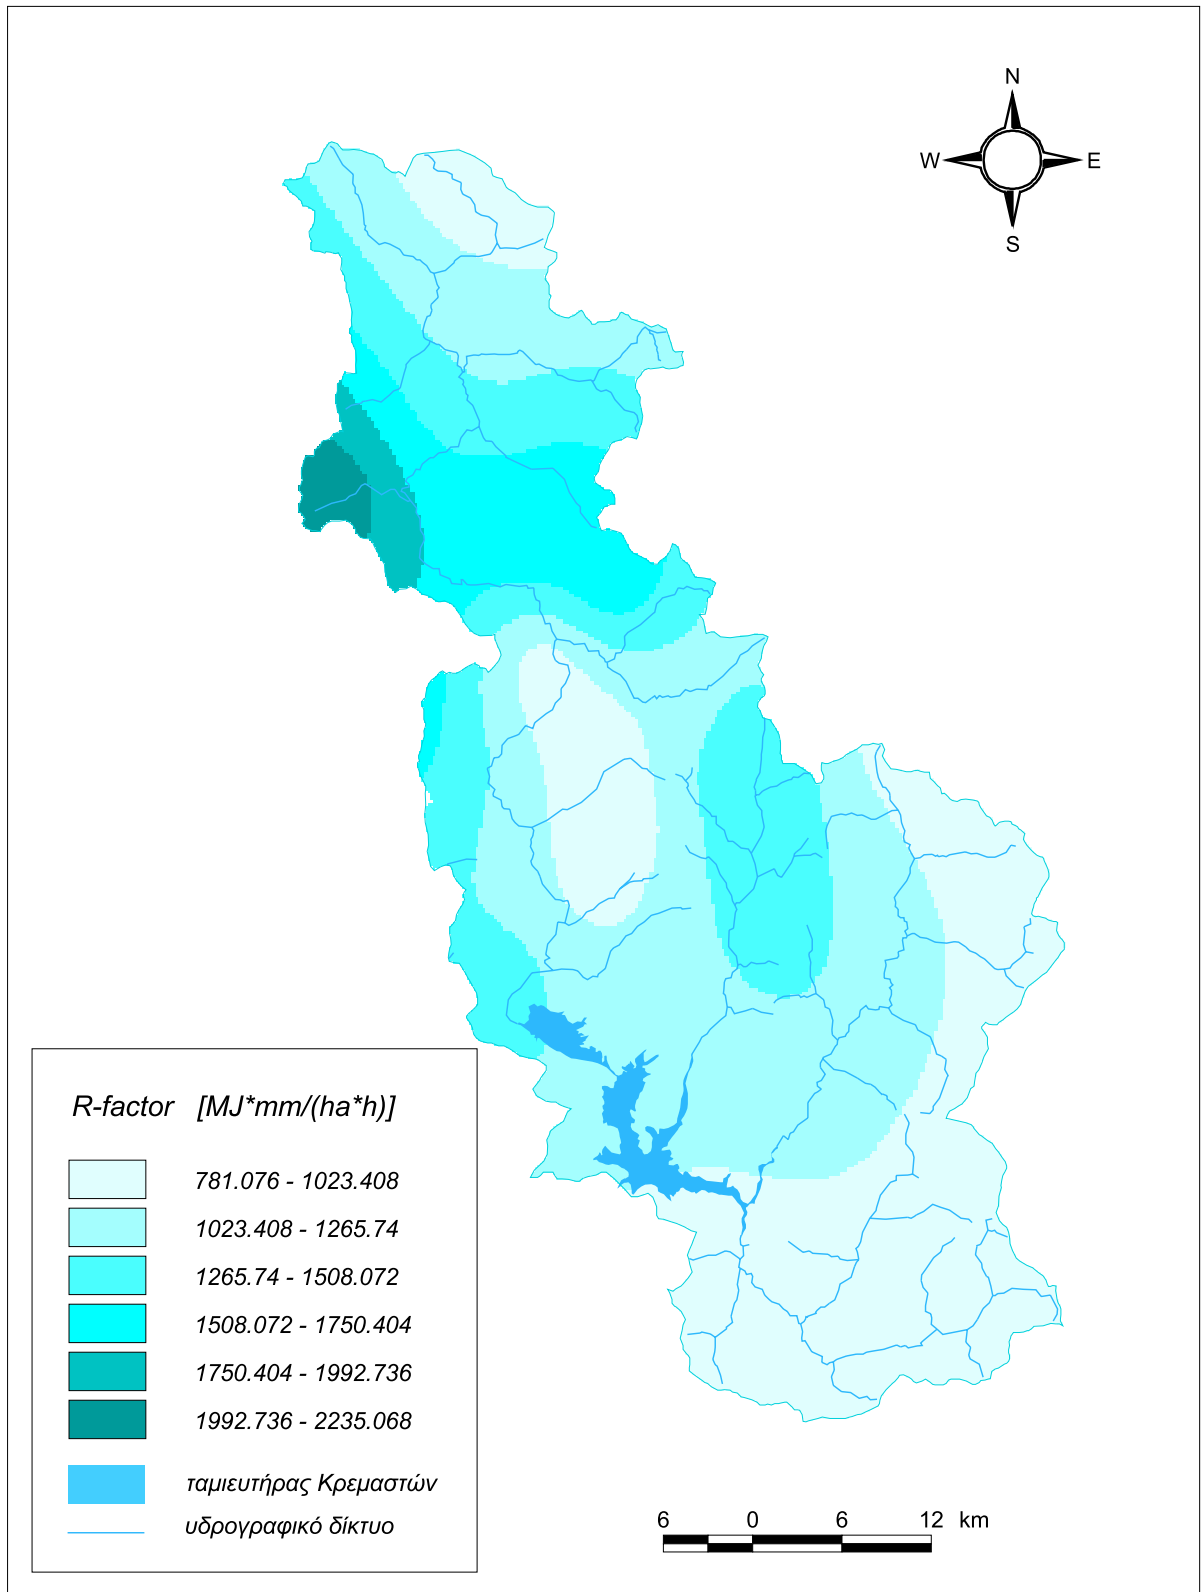 N
W E
S
R-factor [MJ*mm/(ha*h)]
781.076 - 1023.408
1023.408 - 1265.74
1265.74 - 1508.072
1508.072 - 1750.404
1750.404 - 1992.736
1992.736 - 2235.068
ταμιευτήρας Κρεμαστών
υδρογραφικό δίκτυο
6 0 6 12 km